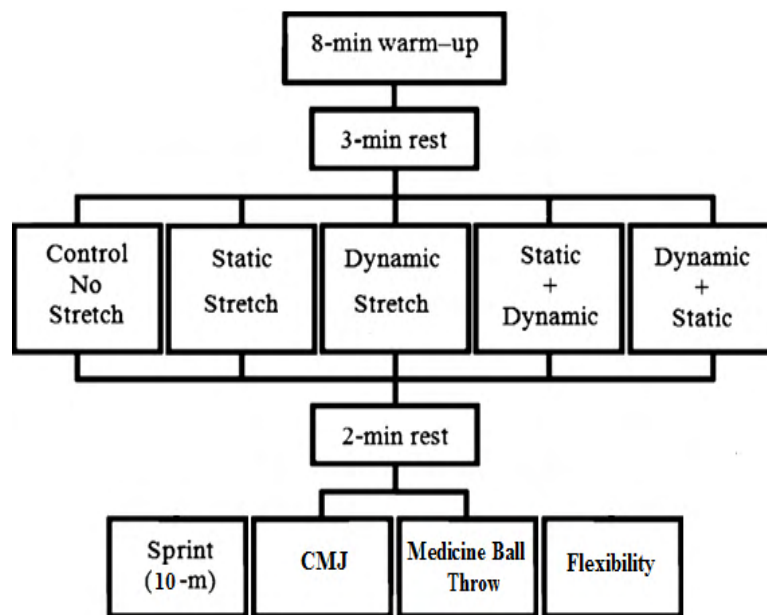 8-min warm–up
3-min rest
Control
No
Stretch
Static
Stretch
Dynamic
Stretch
Static
+
Dynamic
Dynamic
+
Static
2-min rest
Sprint
(10-m)
CMJ
Medicine Ball
Throw
Flexibility